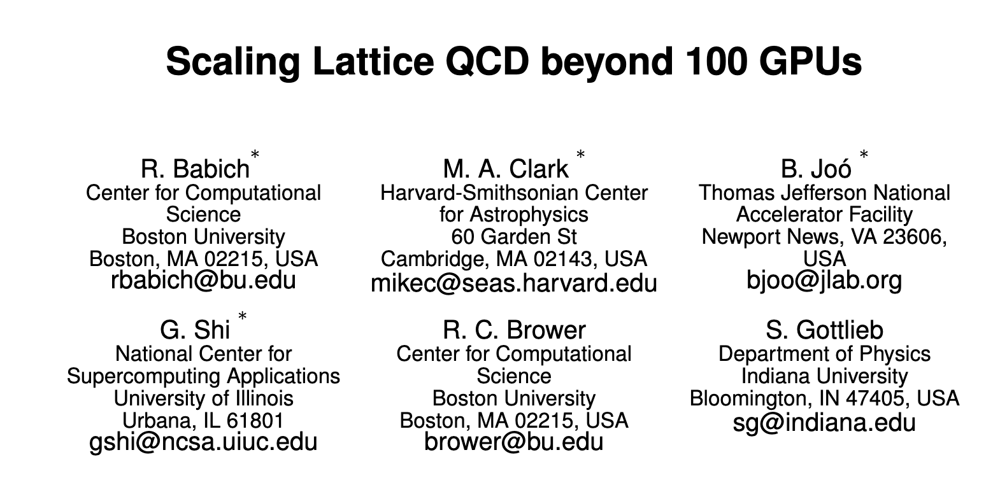 Scaling Lattice QCD beyond 100 GPUs
R. Babich*
Center for Computational
Science
Boston University
Boston, MA 02215, USA
rbabich@bu.edu
M. A. Clark *
Harvard-Smithsonian Center
for Astrophysics
60 Garden St
Cambridge, MA 02143, USA
mikec@seas.harvard.edu
B. Joó *
Thomas Jefferson National
Accelerator Facility
Newport News, VA 23606,
USA
bjoo@jlab.org
G. Shi *
National Center for
Supercomputing Applications
University of Illinois
Urbana, IL 61801
gshi@ncsa.uiuc.edu
R. C. Brower
Center for Computational
Science
Boston University
Boston, MA 02215, USA
brower@bu.edu
S. Gottlieb
Department of Physics
Indiana University
Bloomington, IN 47405, USA
sg@indiana.edu